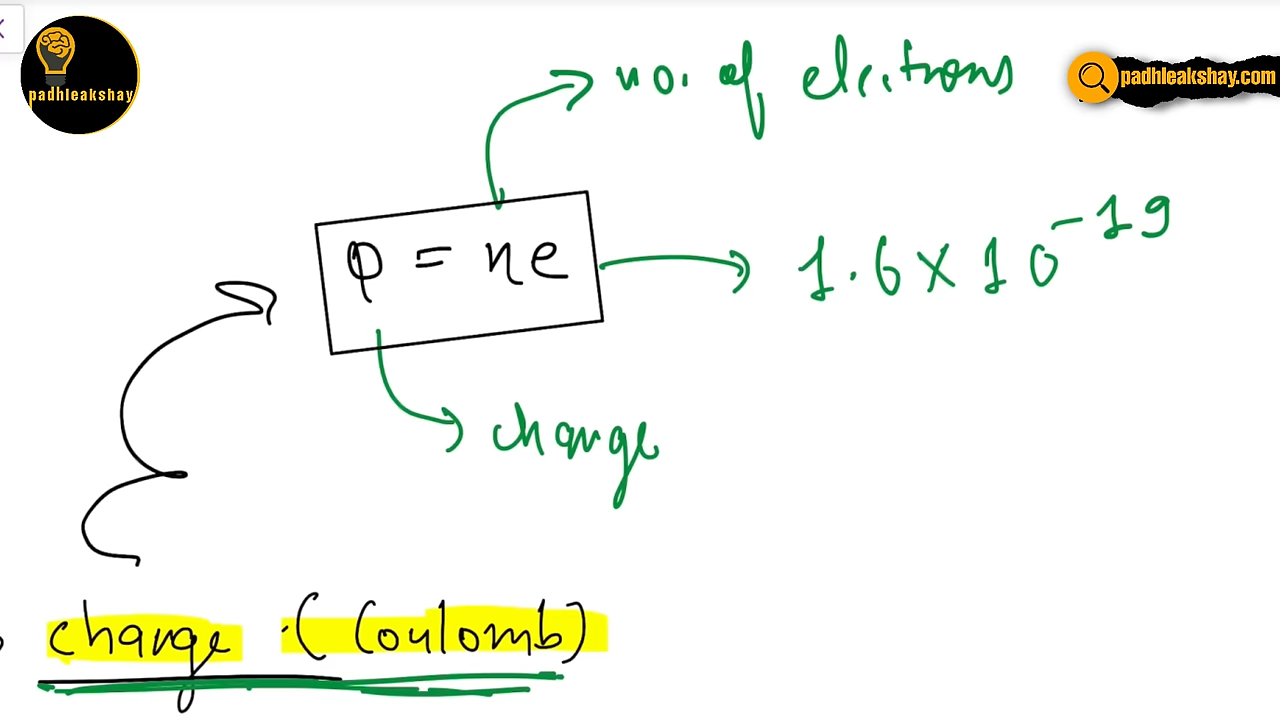 padhleakshay
no. of electrons
padhleakshay.com
φ = ne
1.6 × 10^-19
charge
charge (Coulomb)